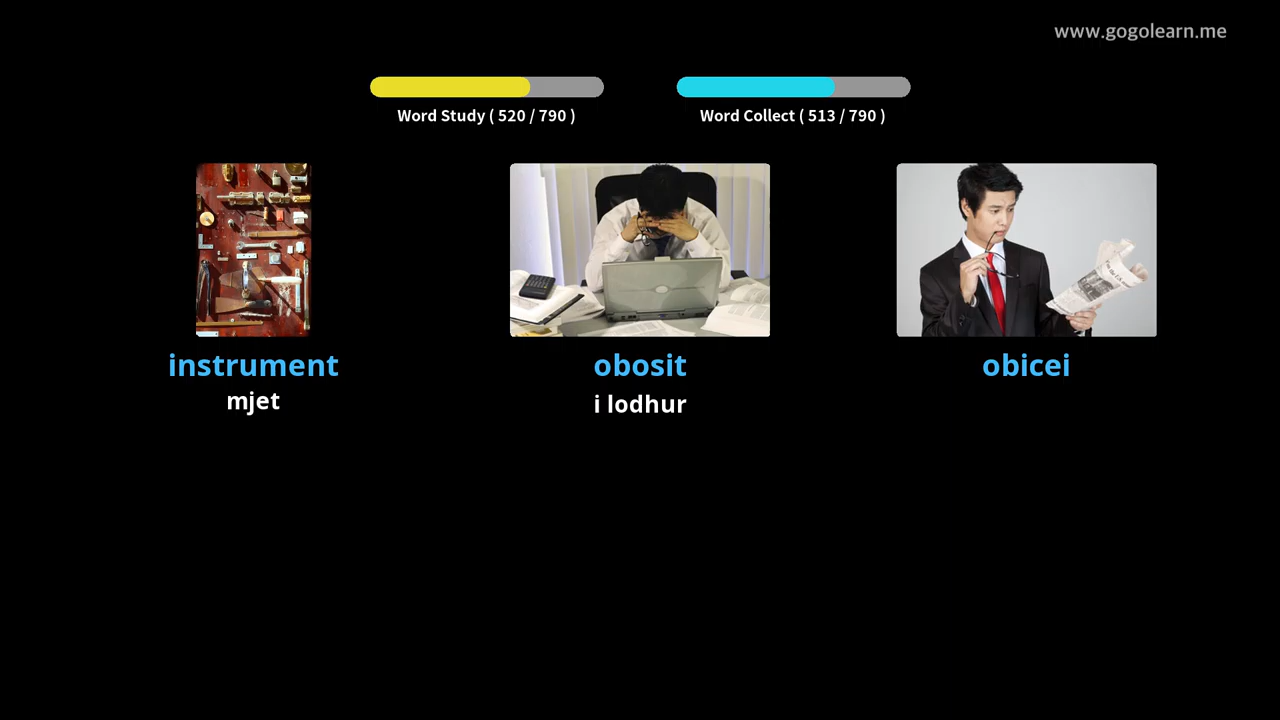 www.gogolearn.me
Word Study ( 520 / 790 )
Word Collect ( 513 / 790 )
instrument
mjet
obosit
i lodhur
obicei